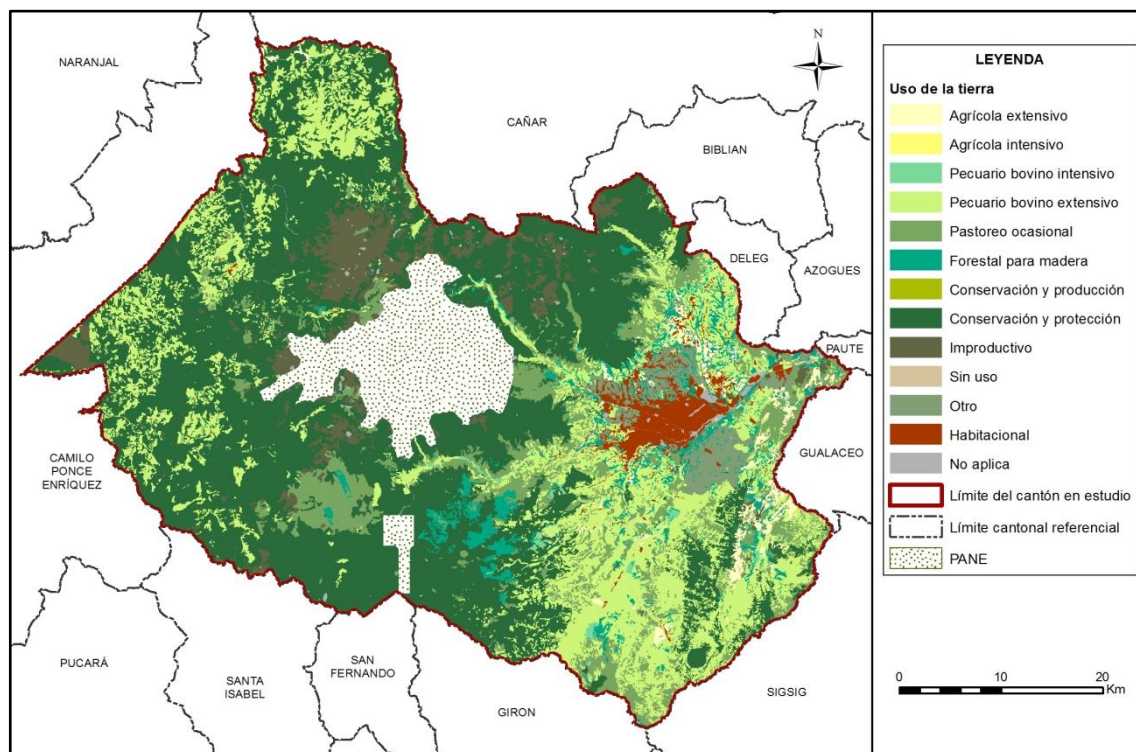 NARANJAL
CAÑAR
N
BIBLIAN
DELEG
AZOGUES
PAUTE
GUALACEO
CAMILO
PONCE
ENRÍQUEZ
PUCARÁ
SANTA
ISABEL
SAN
FERNANDO
GIRON
SIGSIG
LEYENDA
Uso de la tierra
Agrícola extensivo
Agrícola intensivo
Pecuario bovino intensivo
Pecuario bovino extensivo
Pastoreo ocasional
Forestal para madera
Conservación y producción
Conservación y protección
Improductivo
Sin uso
Otro
Habitacional
No aplica
Límite del cantón en estudio
Límite cantonal referencial
PANE
0 10 20
Km